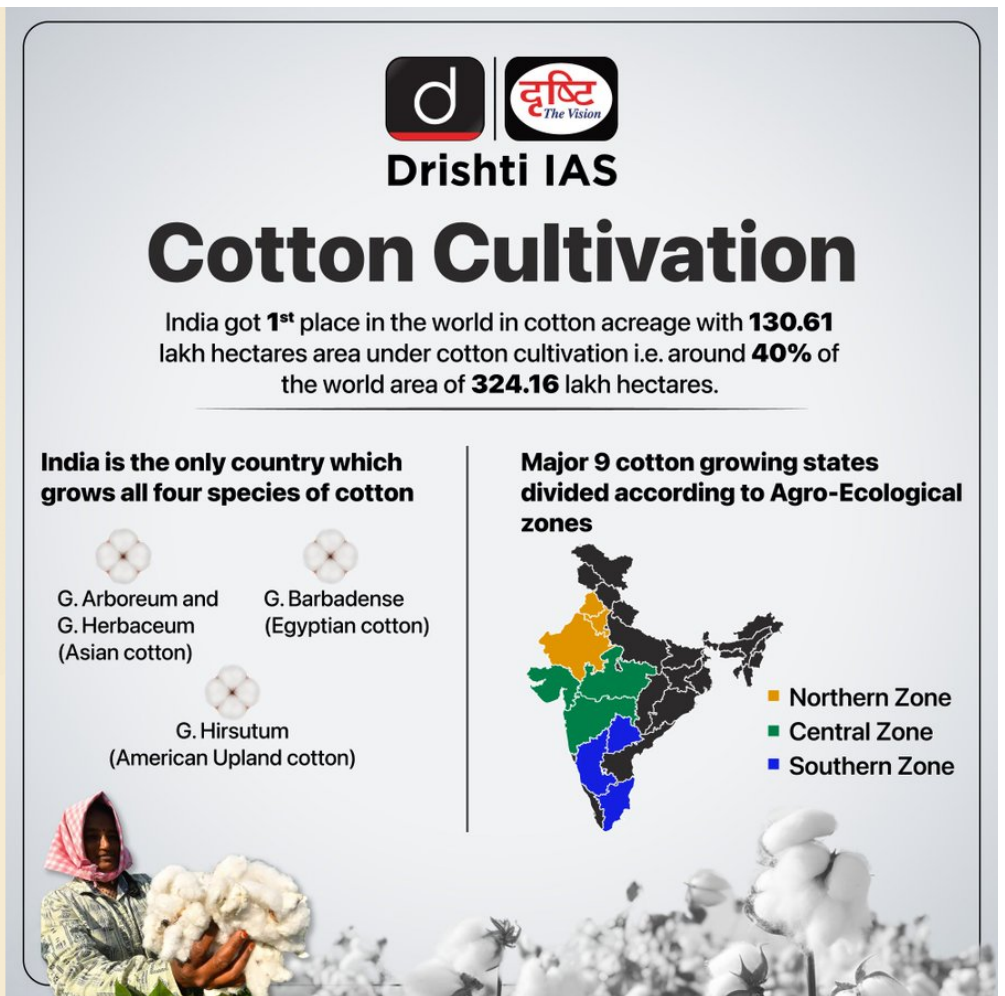 d
दृष्टि
The Vision
Drishti IAS
Cotton Cultivation
India got 1st place in the world in cotton acreage with 130.61
lakh hectares area under cotton cultivation i.e. around 40% of
the world area of 324.16 lakh hectares.
India is the only country which
grows all four species of cotton
G. Arboreum and
G. Herbaceum
(Asian cotton)
G. Barbadense
(Egyptian cotton)
G. Hirsutum
(American Upland cotton)
Major 9 cotton growing states
divided according to Agro-Ecological
zones
Northern Zone
Central Zone
Southern Zone